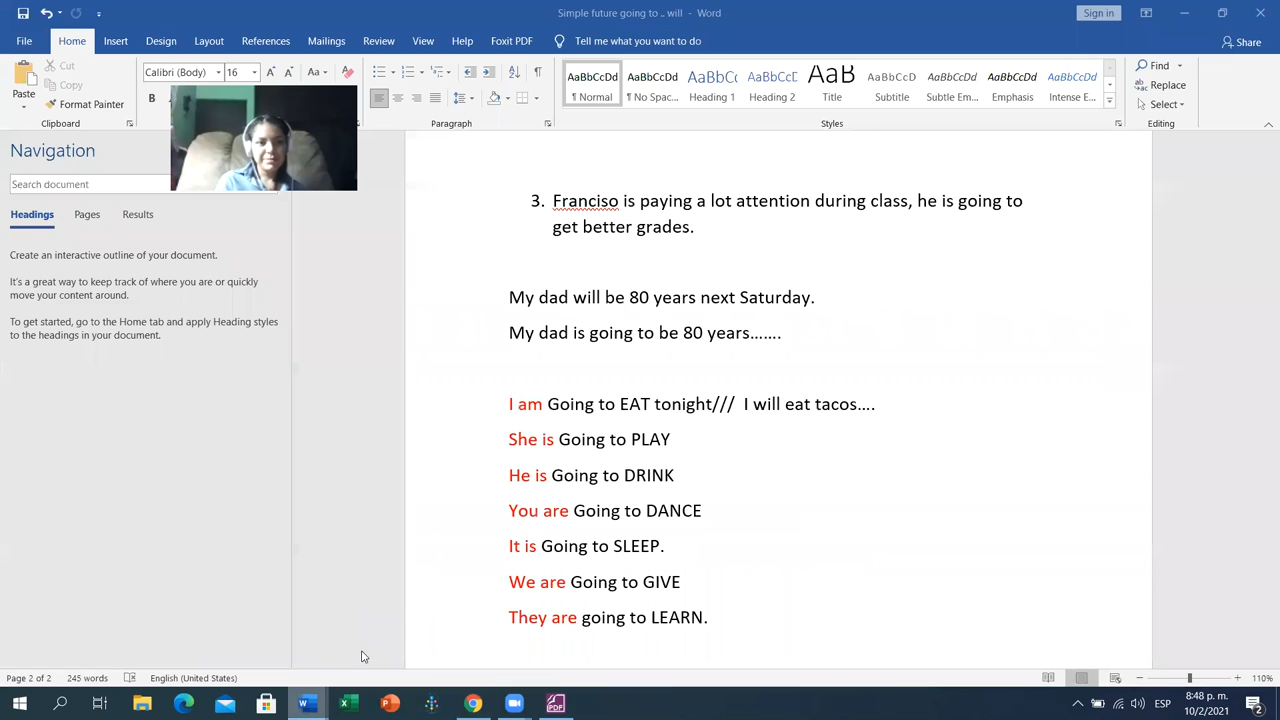 Simple future going to .. will - Word
Sign in
File Home Insert Design Layout References Mailings Review View Help Foxit PDF Tell me what you want to do Share
Paste
Cut
Copy
Format Painter
Clipboard
Calibri (Body) 16
B
Paragraph
AaBbCcDd AaBbCcDd AaBbCc AaBbCcD AaB AaBbCcD AaBbCcDd AaBbCcDd AaBbCcDd
¶ Normal ¶ No Spac... Heading 1 Heading 2 Title Subtitle Subtle Em... Emphasis Intense E...
Styles
Find
Replace
Select
Editing
Navigation
Search document
Headings Pages Results
Create an interactive outline of your document.
It's a great way to keep track of where you are or quickly
move your content around.
To get started, go to the Home tab and apply Heading styles
to the headings in your document.
3. Franciso is paying a lot attention during class, he is going to
get better grades.
My dad will be 80 years next Saturday.
My dad is going to be 80 years…….
I am Going to EAT tonight/// I will eat tacos….
She is Going to PLAY
He is Going to DRINK
You are Going to DANCE
It is Going to SLEEP.
We are Going to GIVE
They are going to LEARN.
Page 2 of 2 245 words English (United States) 110%
ESP
8:48 p. m.
10/2/2021
2